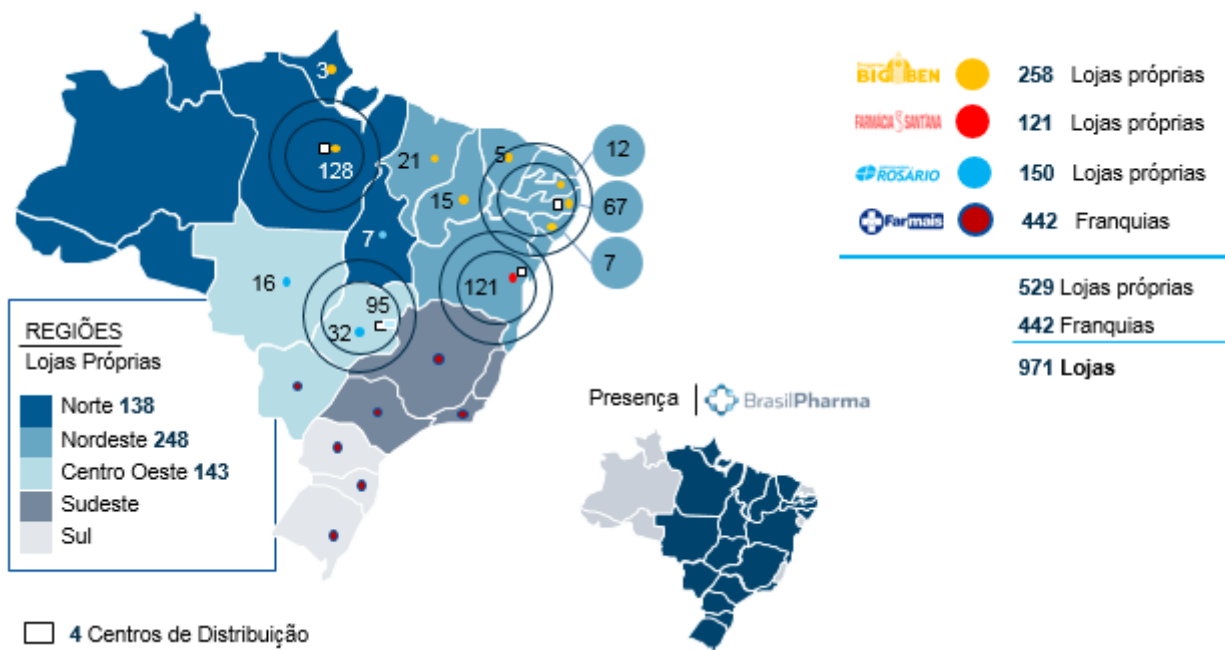 3
128
21
15
5
12
67
7
7
16
95
32
121
REGIÕES
Lojas Próprias
Norte 138
Nordeste 248
Centro Oeste 143
Sudeste
Sul
4 Centros de Distribuição
BIG BEN 258 Lojas próprias
FARMÁCIA SANTANA 121 Lojas próprias
ROSÁRIO 150 Lojas próprias
Farmais 442 Franquias
529 Lojas próprias
442 Franquias
971 Lojas
Presença BrasilPharma